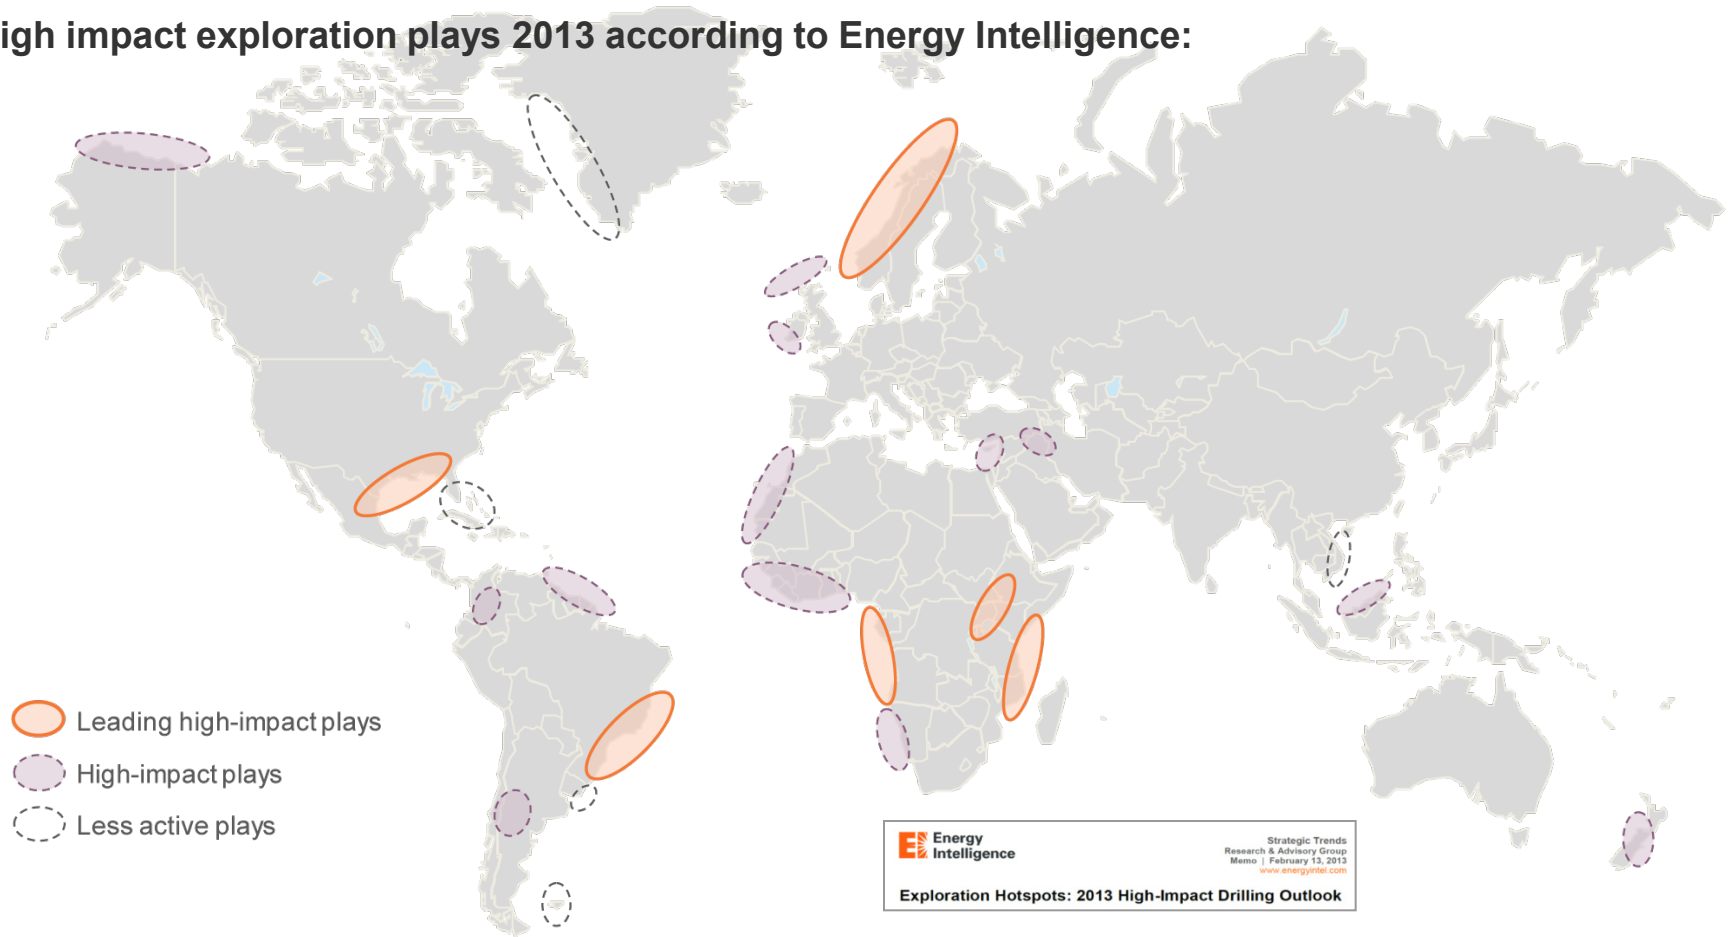 igh impact exploration plays 2013 according to Energy Intelligence:
Leading high-impact plays
High-impact plays
Less active plays
Energy
Intelligence
Strategic Trends
Research & Advisory Group
Memo | February 13, 2013
www.energyintel.com
Exploration Hotspots: 2013 High-Impact Drilling Outlook